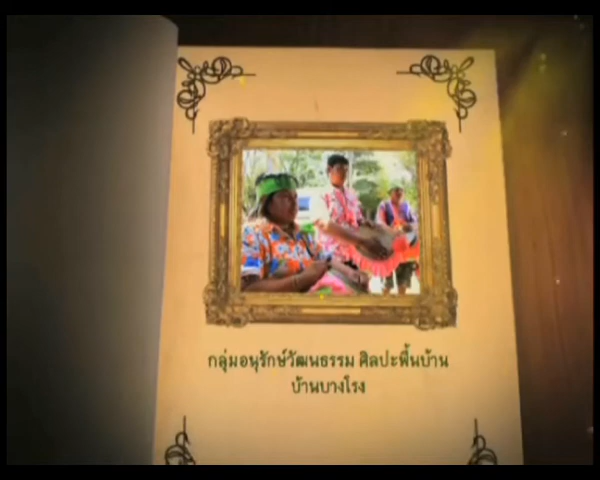 กลุ่มอนุรักษ์วัฒนธรรม ศิลปะพื้นบ้าน
บ้านบางโรง